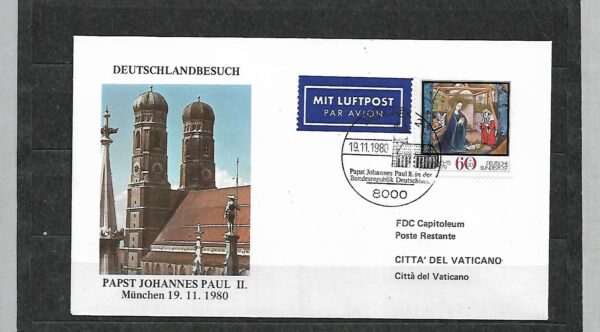 DEUTSCHLANDBESUCH
PAPST JOHANNES PAUL II.
München 19. 11. 1980
MIT LUFTPOST
PAR AVION
19.11.1980
Papst Johannes Paul II. in der
Bundesrepublik Deutschland
8000
60
DEUTSCHE
BUNDESPOST
FDC Capitoleum
Poste Restante
CITTA' DEL VATICANO
Città del Vaticano